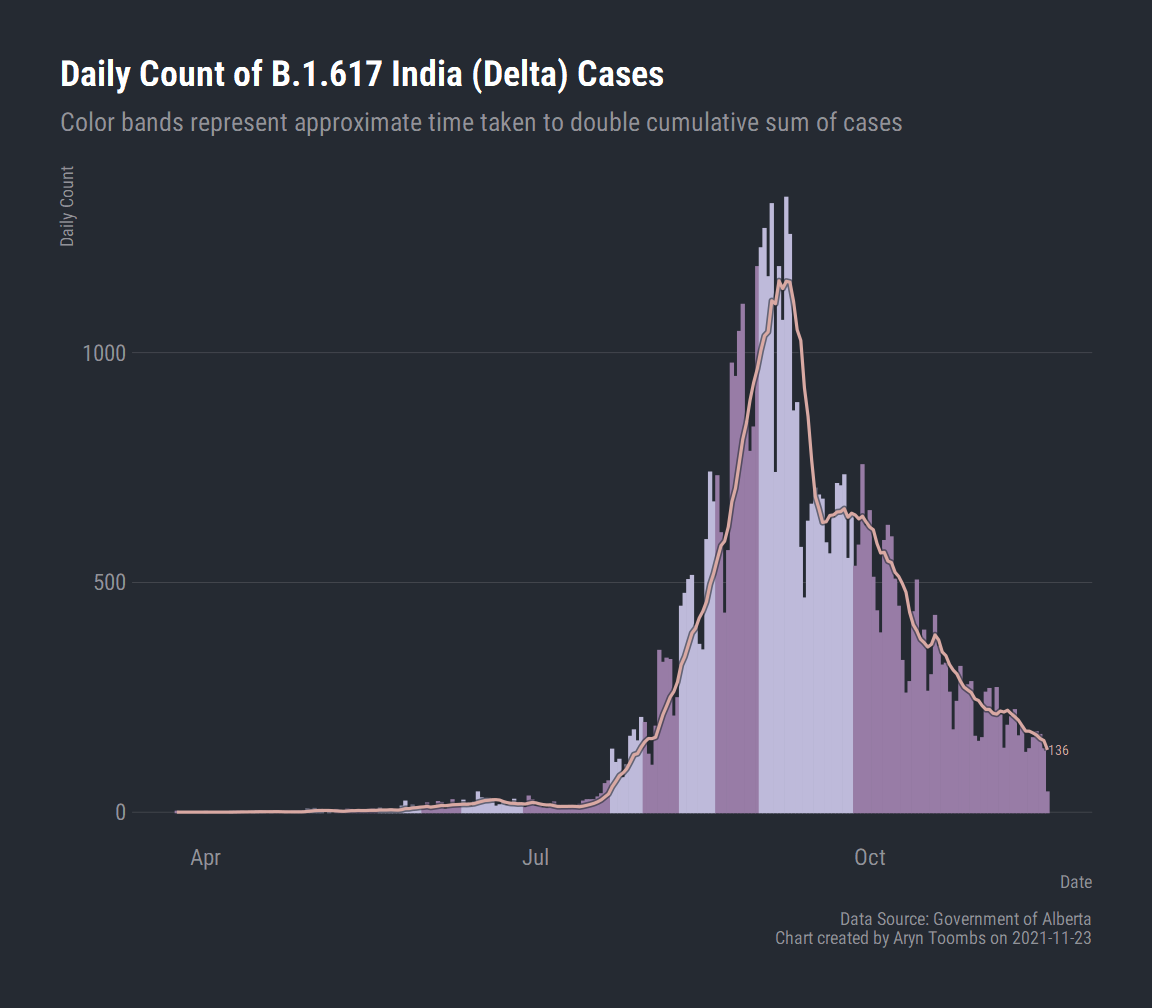 Daily Count of B.1.617 India (Delta) Cases
Color bands represent approximate time taken to double cumulative sum of cases
Daily Count
1000
500
0
136
Apr
Jul
Oct
Date
Data Source: Government of Alberta
Chart created by Aryn Toombs on 2021-11-23